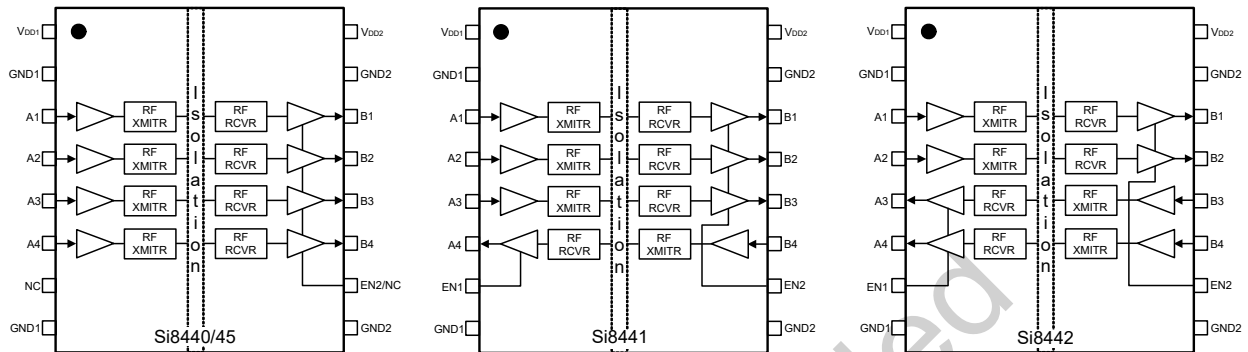 VDD1
GND1
A1
A2
A3
A4
NC
GND1
RF
XMITR
RF
XMITR
RF
XMITR
RF
XMITR
Isolation
RF
RCVR
RF
RCVR
RF
RCVR
RF
RCVR
VDD2
GND2
B1
B2
B3
B4
EN2/NC
GND2
Si8440/45
VDD1
GND1
A1
A2
A3
A4
EN1
GND1
RF
XMITR
RF
XMITR
RF
XMITR
RF
RCVR
Isolation
RF
RCVR
RF
RCVR
RF
RCVR
RF
XMITR
VDD2
GND2
B1
B2
B3
B4
EN2
GND2
Si8441
VDD1
GND1
A1
A2
A3
A4
EN1
GND1
RF
XMITR
RF
XMITR
RF
RCVR
RF
RCVR
Isolation
RF
RCVR
RF
RCVR
RF
XMITR
RF
XMITR
VDD2
GND2
B1
B2
B3
B4
EN2
GND2
Si8442